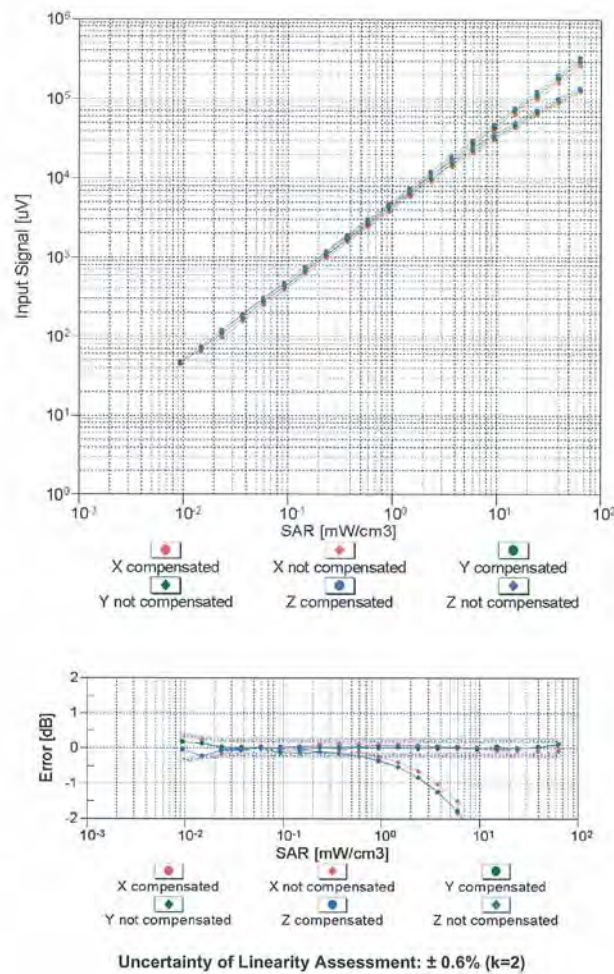 10^6
10^5
10^4
10^3
10^2
10^1
10^0
Input Signal [uV]
10^-3 10^-2 10^-1 10^0 10^1 10^2
SAR [mW/cm3]
X compensated X not compensated Y compensated
Y not compensated Z compensated Z not compensated
2
1
0
-1
-2
Error [dB]
10^-3 10^-2 10^-1 10^0 10^1 10^2
SAR [mW/cm3]
X compensated X not compensated Y compensated
Y not compensated Z compensated Z not compensated
Uncertainty of Linearity Assessment: ± 0.6% (k=2)